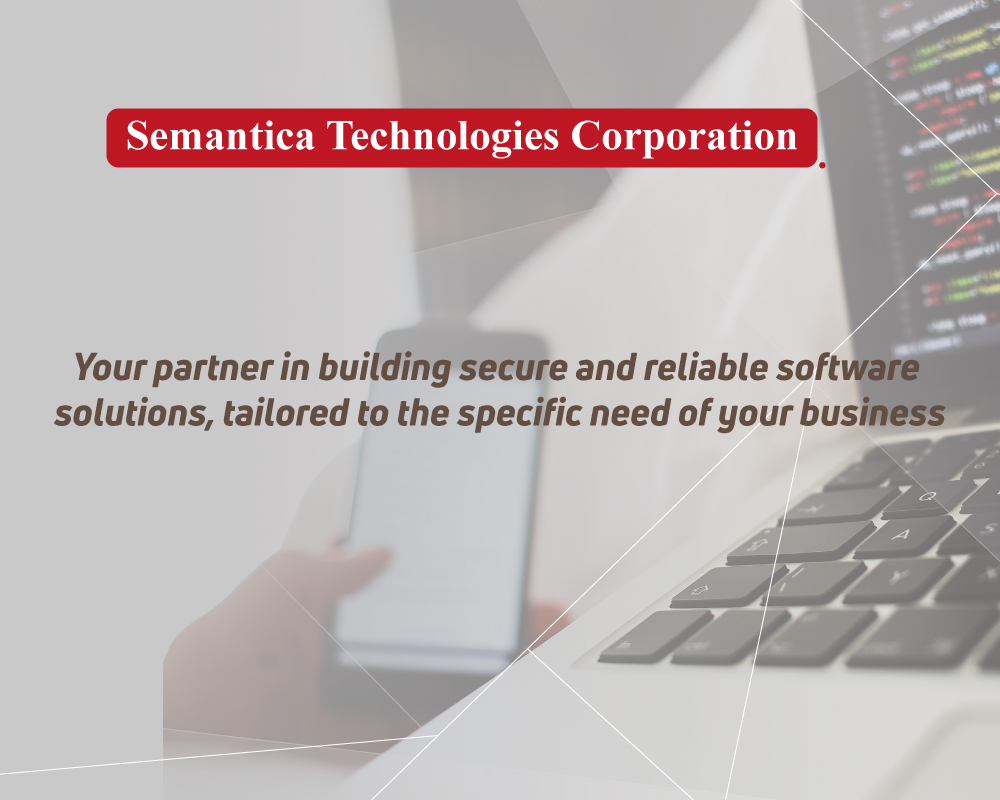 Semantica Technologies Corporation
Your partner in building secure and reliable software
solutions, tailored to the specific need of your business
Q
A
S